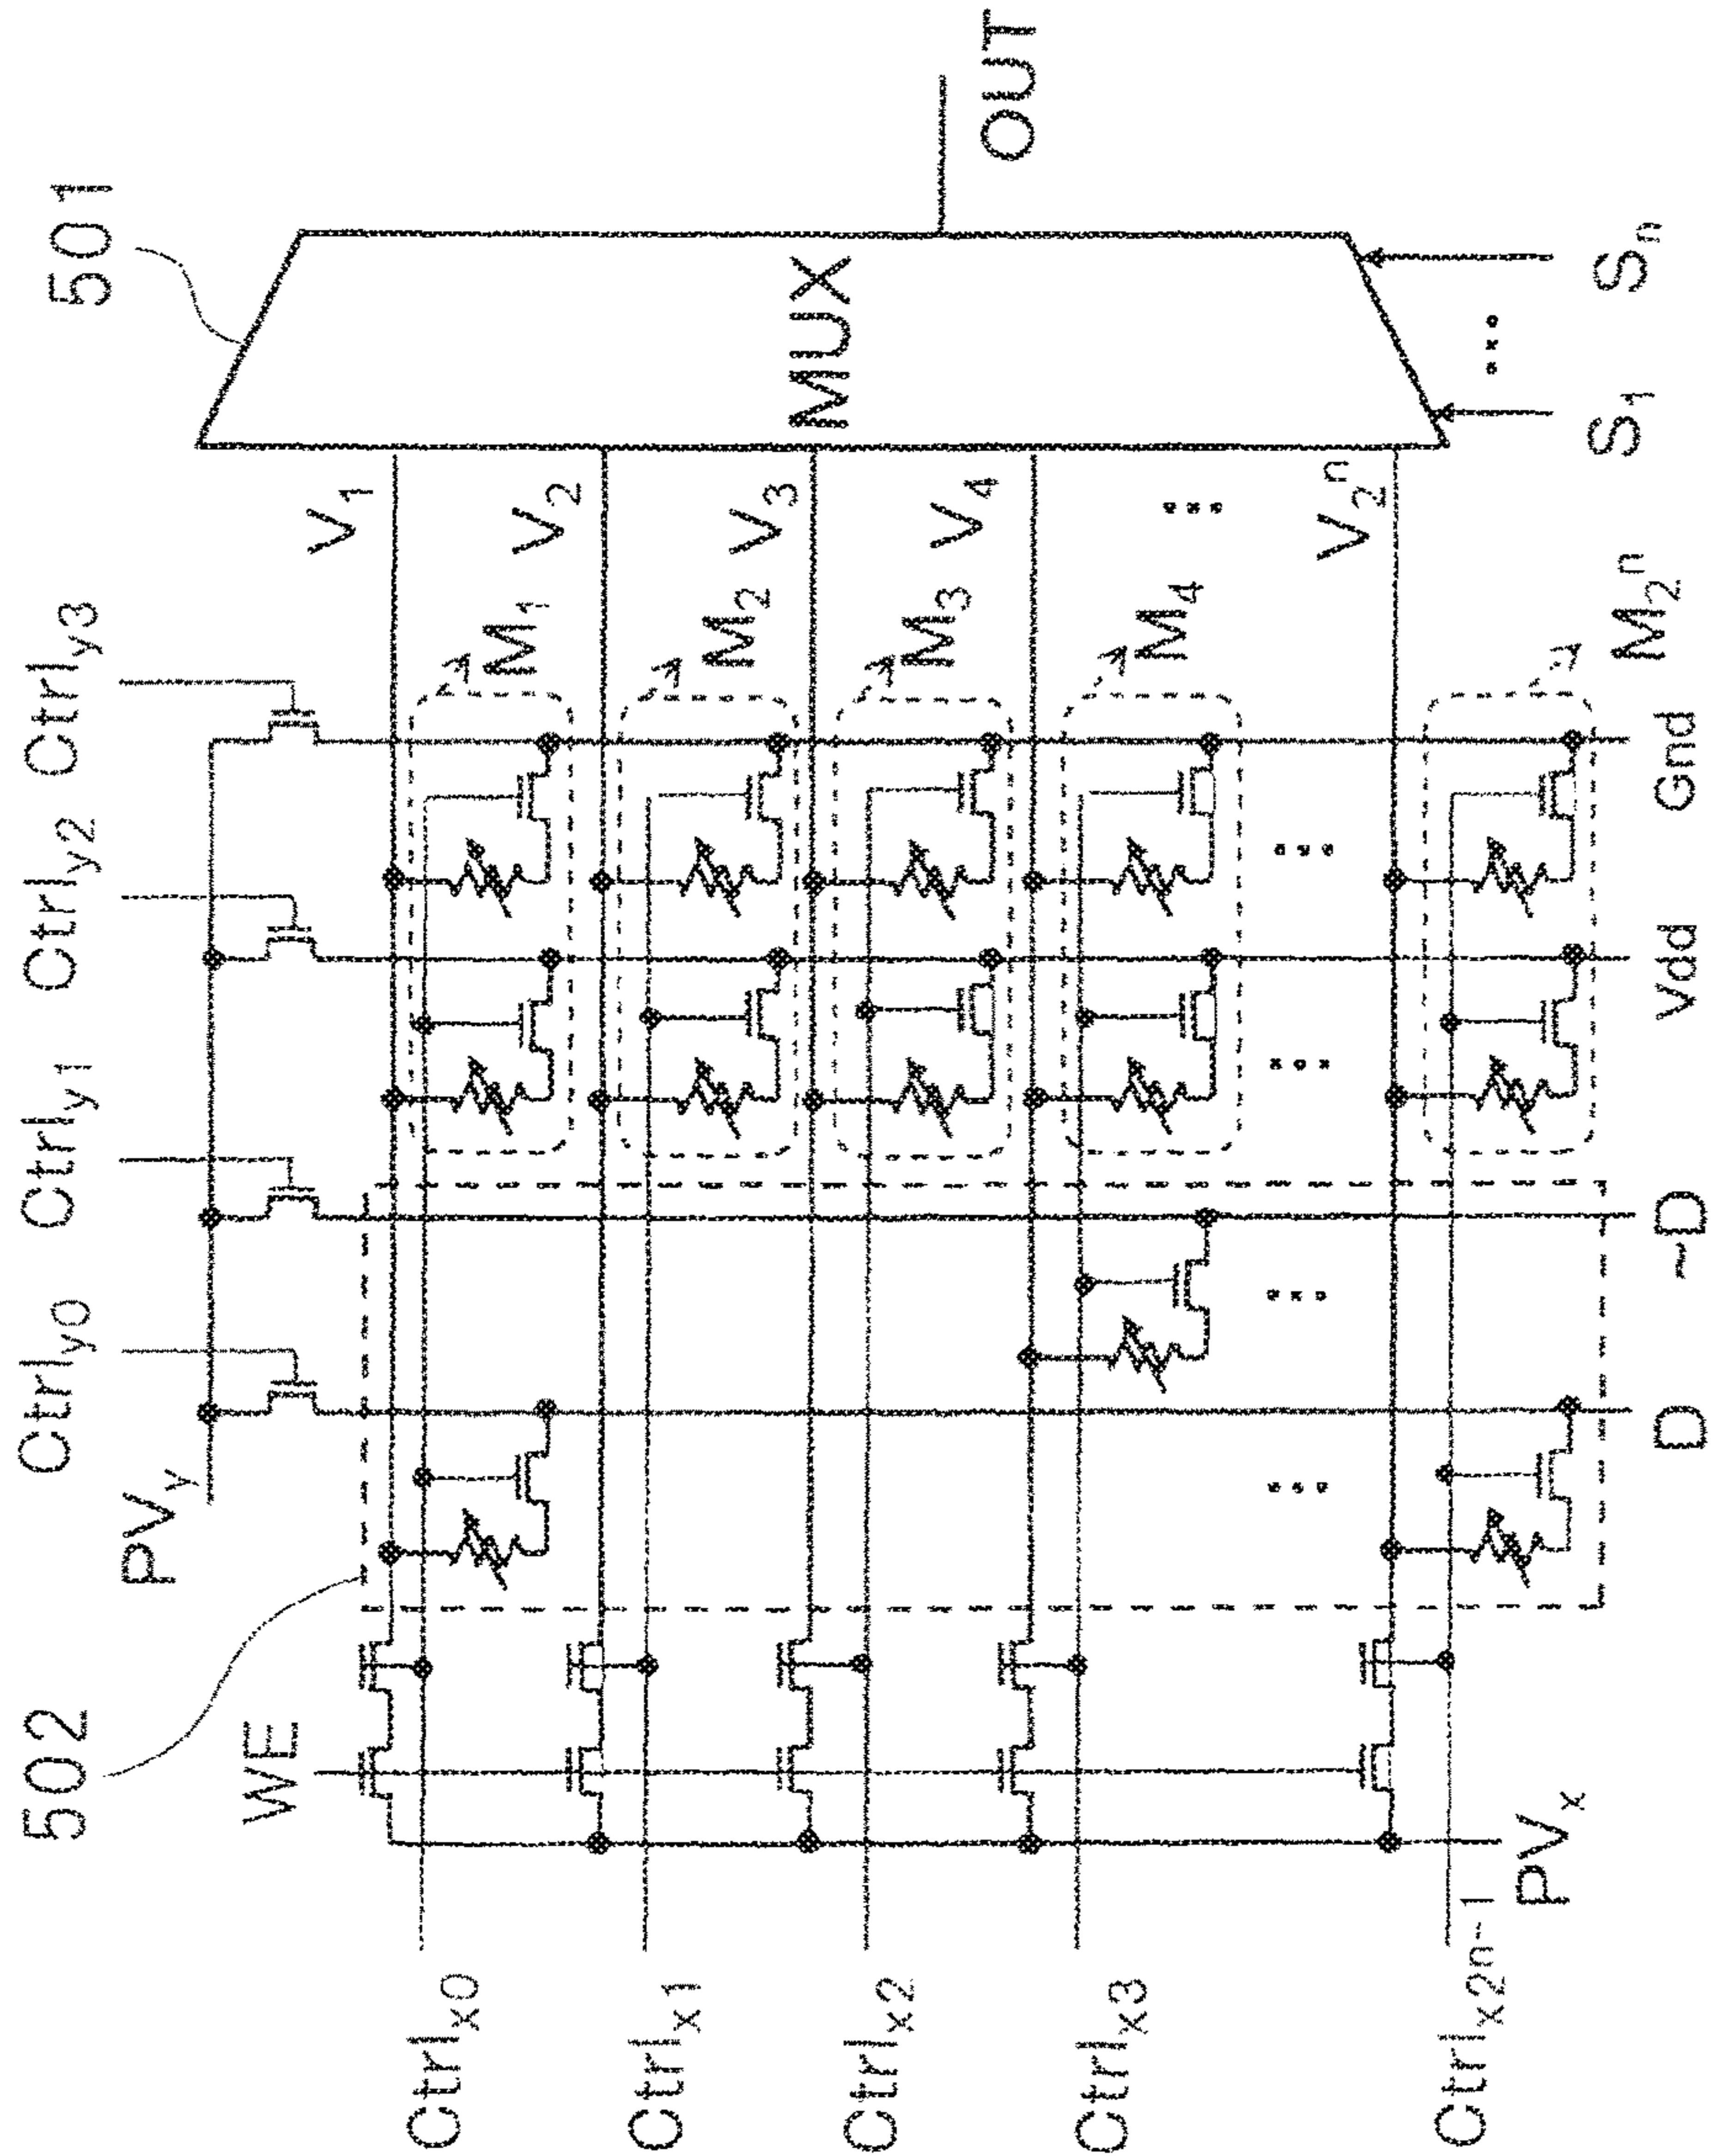 501
502
Ctrly0
Ctrly1
Ctrly2
Ctrly3
PVy
WE
V1
V2
V3
V4
V2n
MUX
OUT
M1
M2
M3
M4
M2n
S1
Sn
Ctrlx0
Ctrlx1
Ctrlx2
Ctrlx3
Ctrlx2n-1
PVx
D
~D
Vdd
Gnd